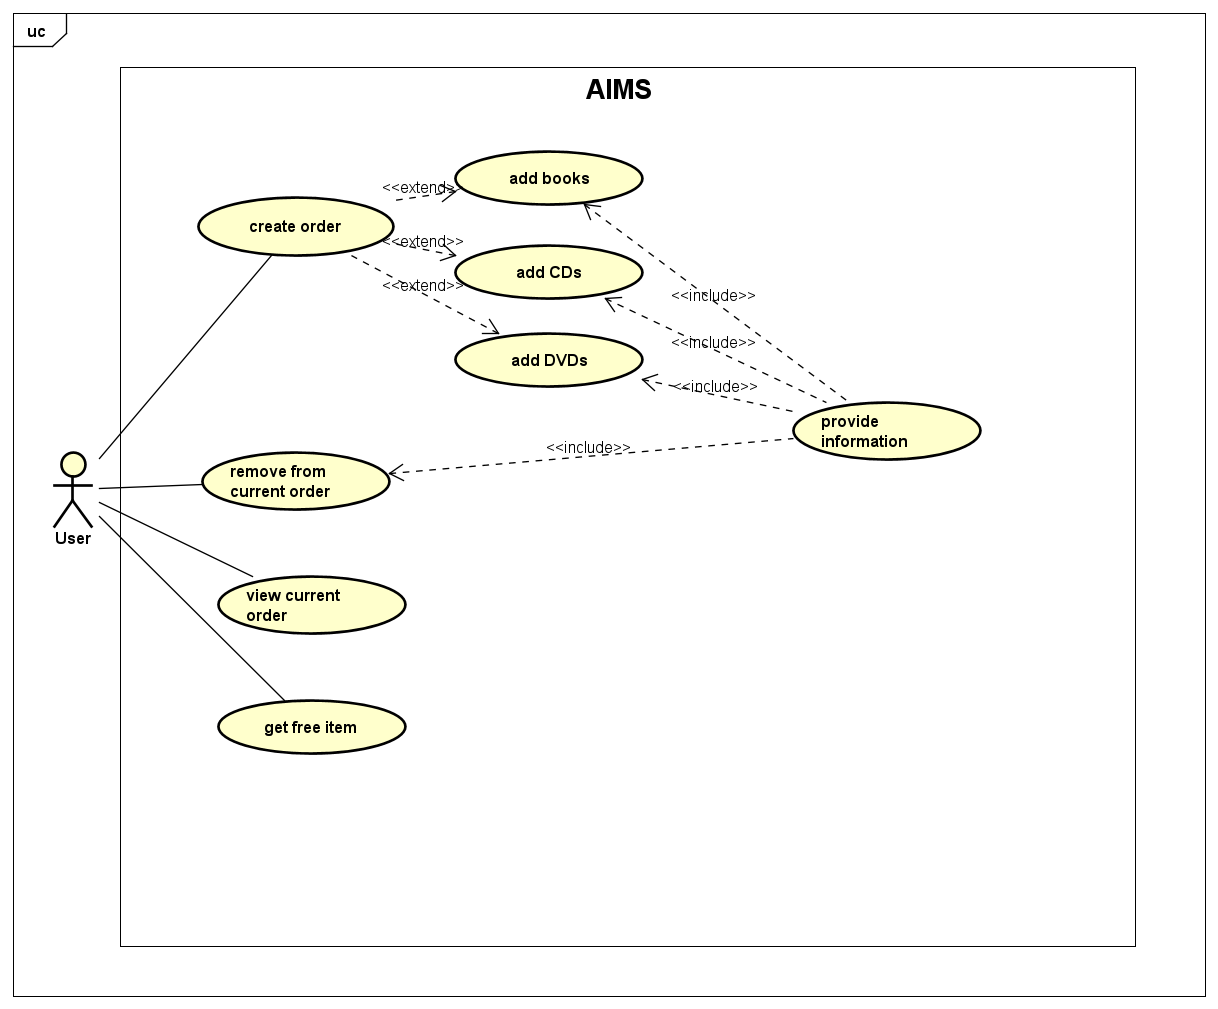 uc
AIMS
add books
<<extend>>
create order
<<extend>>
add CDs
<<extend>>
<<include>>
<<include>>
add DVDs
<<include>>
provide
information
<<include>>
remove from
current order
User
view current
order
get free item